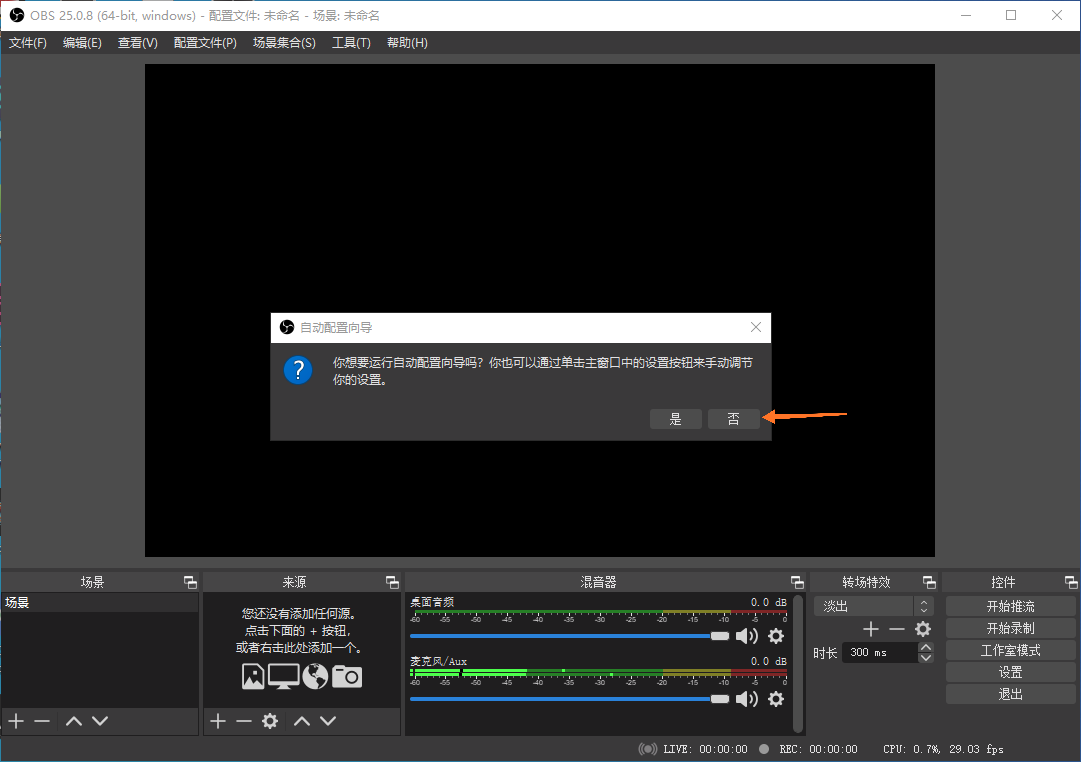 OBS 25.0.8 (64-bit, windows) - 配置文件: 未命名 - 场景: 未命名
文件(F) 编辑(E) 查看(V) 配置文件(P) 场景集合(S) 工具(T) 帮助(H)
自动配置向导
?
你想要运行自动配置向导吗？你也可以通过单击主窗口中的设置按钮来手动调节
你的设置。
是 否
场景 来源 混音器 转场特效 控件
场景
您还没有添加任何源。
点击下面的 + 按钮，
或者右击此处添加一个。
桌面音频 0.0 dB
-60 -55 -50 -45 -40 -35 -30 -25 -20 -15 -10 -5 0
麦克风/Aux 0.0 dB
-60 -55 -50 -45 -40 -35 -30 -25 -20 -15 -10 -5 0
淡出
时长 300 ms
开始推流
开始录制
工作室模式
设置
退出
LIVE: 00:00:00 REC: 00:00:00 CPU: 0.7%, 29.03 fps